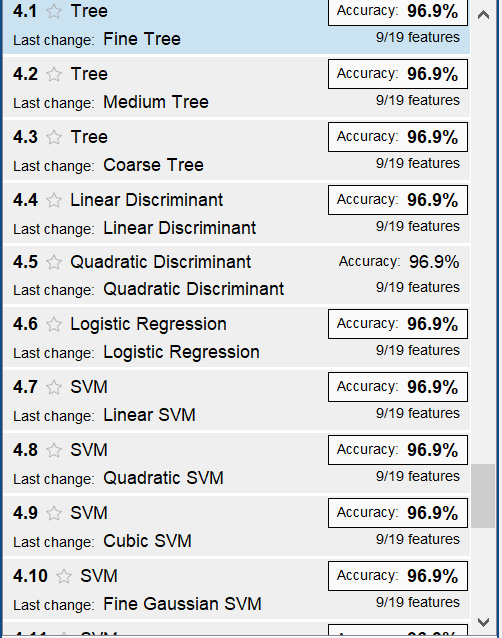 4.1 Tree Accuracy: 96.9%
Last change: Fine Tree 9/19 features
4.2 Tree Accuracy: 96.9%
Last change: Medium Tree 9/19 features
4.3 Tree Accuracy: 96.9%
Last change: Coarse Tree 9/19 features
4.4 Linear Discriminant Accuracy: 96.9%
Last change: Linear Discriminant 9/19 features
4.5 Quadratic Discriminant Accuracy: 96.9%
Last change: Quadratic Discriminant 9/19 features
4.6 Logistic Regression Accuracy: 96.9%
Last change: Logistic Regression 9/19 features
4.7 SVM Accuracy: 96.9%
Last change: Linear SVM 9/19 features
4.8 SVM Accuracy: 96.9%
Last change: Quadratic SVM 9/19 features
4.9 SVM Accuracy: 96.9%
Last change: Cubic SVM 9/19 features
4.10 SVM Accuracy: 96.9%
Last change: Fine Gaussian SVM 9/19 features